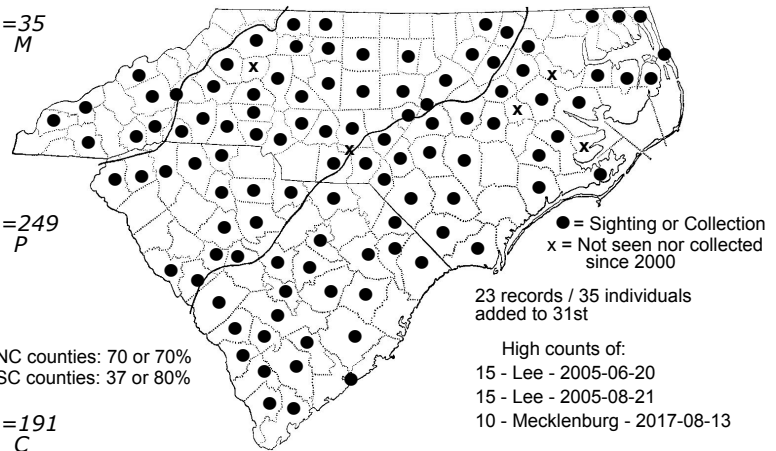 =35
M
=249
P
● = Sighting or Collection
x = Not seen nor collected
since 2000
23 records / 35 individuals
added to 31st
NC counties: 70 or 70%
SC counties: 37 or 80%
High counts of:
15 - Lee - 2005-06-20
15 - Lee - 2005-08-21
10 - Mecklenburg - 2017-08-13
=191
C
x
x
x
x
x